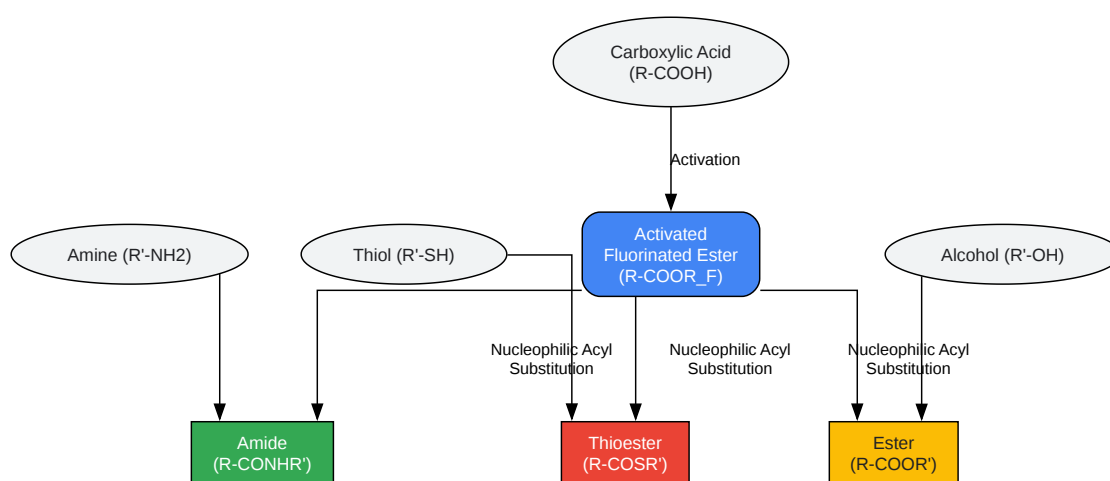 Carboxylic Acid
(R-COOH)
Activation
Amine (R'-NH2)
Thiol (R'-SH)
Activated
Fluorinated Ester
(R-COOR_F)
Alcohol (R'-OH)
Nucleophilic Acyl
Substitution
Nucleophilic Acyl
Substitution
Nucleophilic Acyl
Substitution
Amide
(R-CONHR')
Thioester
(R-COSR')
Ester
(R-COOR')